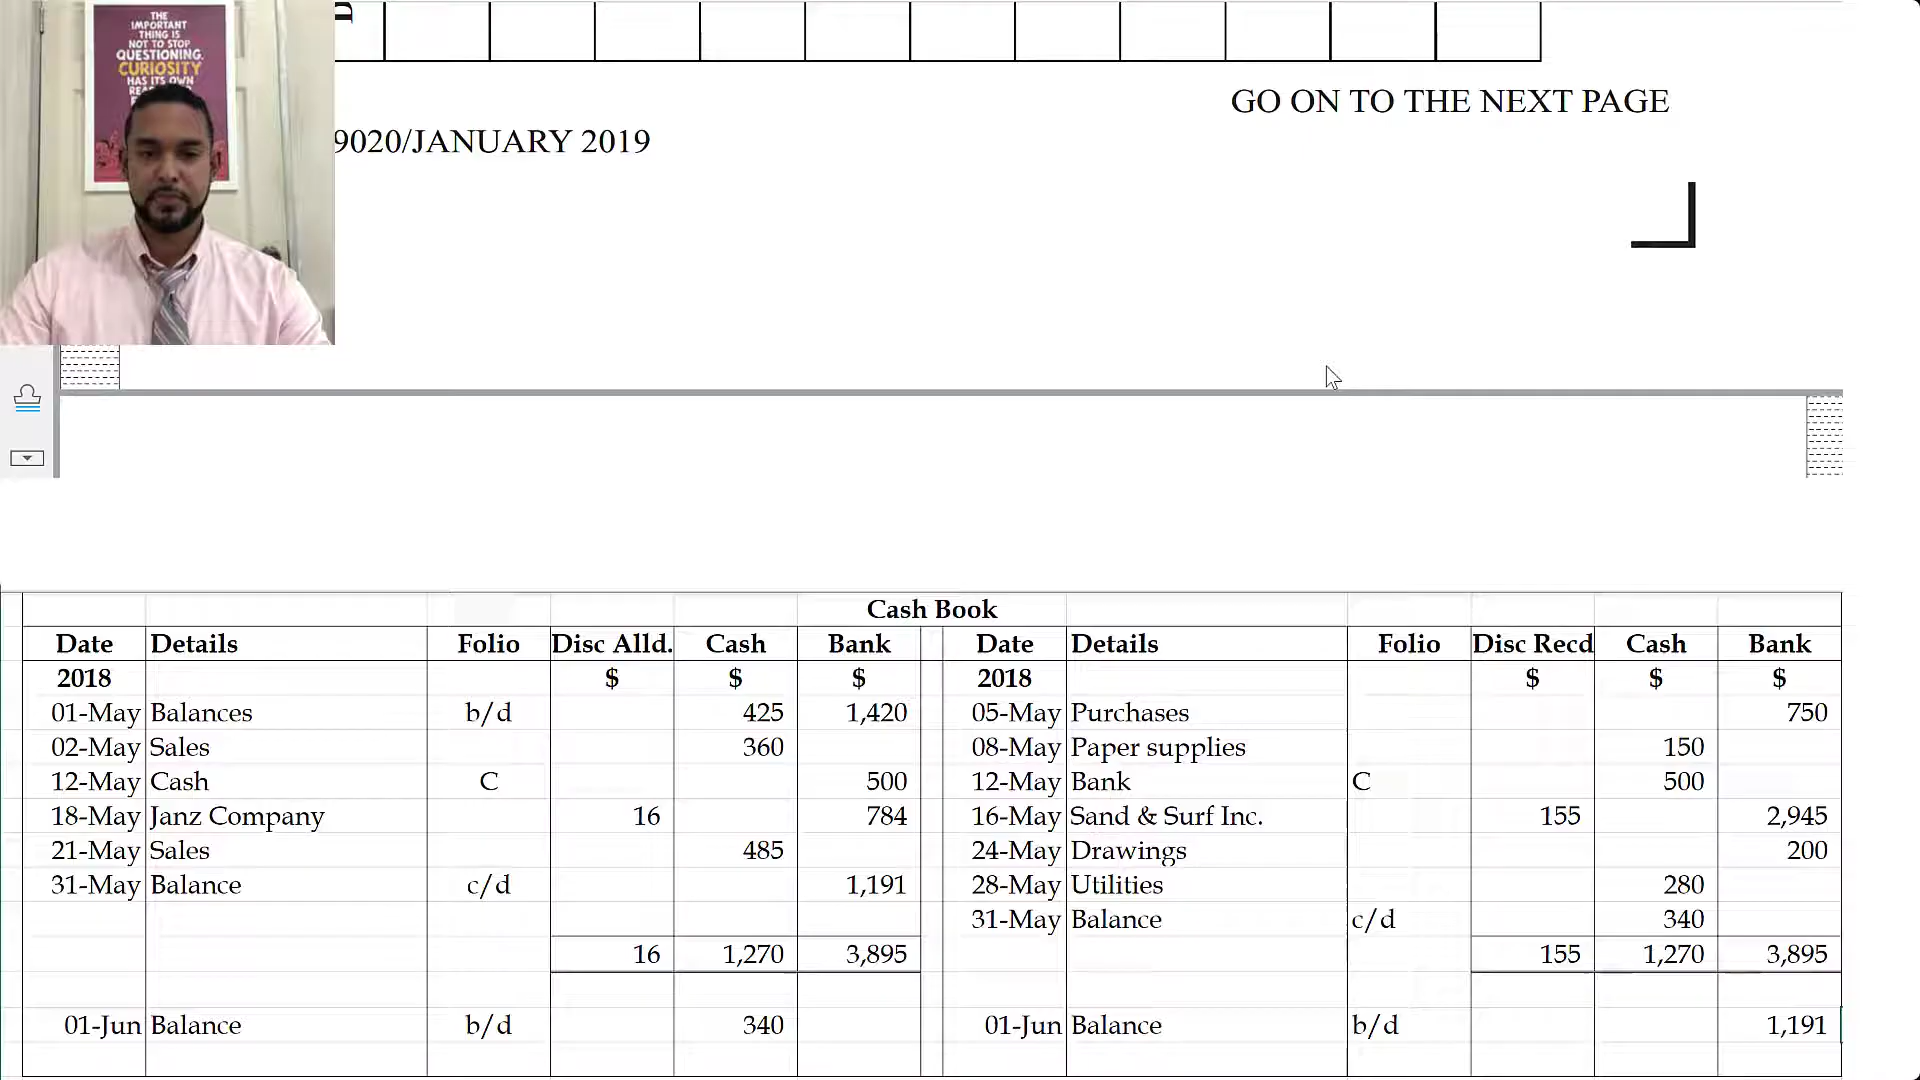 THE
IMPORTANT
THING IS
NOT TO STOP
QUESTIONING.
CURIOSITY
HAS ITS OWN
GO ON TO THE NEXT PAGE
9020/JANUARY 2019
Cash Book
Date Details Folio Disc Alld. Cash Bank Date Details Folio Disc Recd Cash Bank
2018 $ $ $ 2018 $ $ $
01-May Balances b/d 425 1,420 05-May Purchases 750
02-May Sales 360 08-May Paper supplies 150
12-May Cash C 500 12-May Bank C 500
18-May Janz Company 16 784 16-May Sand & Surf Inc. 155 2,945
21-May Sales 485 24-May Drawings 200
31-May Balance c/d 1,191 28-May Utilities 280
31-May Balance c/d 340
16 1,270 3,895 155 1,270 3,895
01-Jun Balance b/d 340 01-Jun Balance b/d 1,191